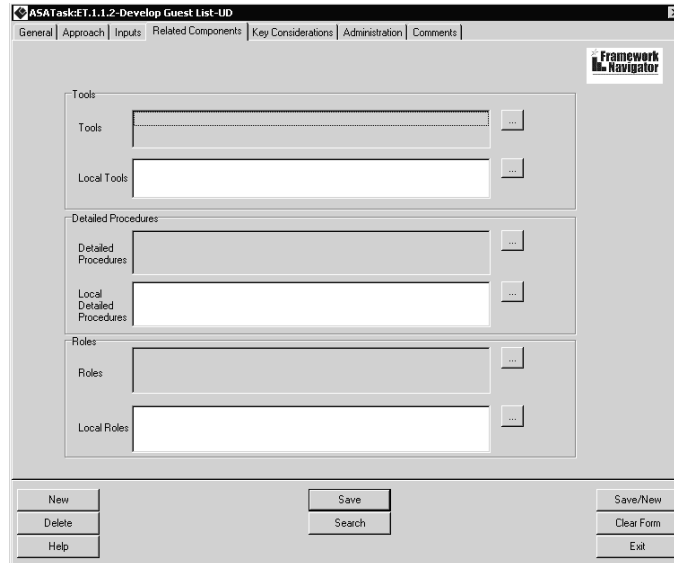 ASATask:ET.1.1.2-Develop Guest List-UD
General Approach Inputs Related Components Key Considerations Administration Comments
Framework
Navigator
Tools
Tools
...
Local Tools
...
Detailed Procedures
Detailed
Procedures
...
Local
Detailed
Procedures
...
Roles
Roles
...
Local Roles
...
New Save Save/New
Delete Search Clear Form
Help Exit